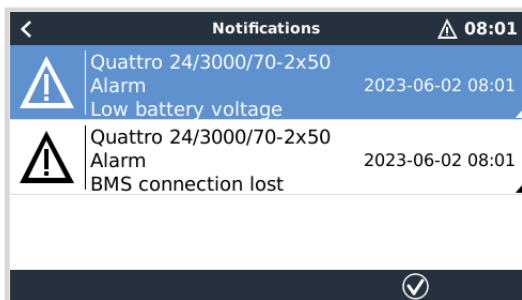 Notifications
08:01
Quattro 24/3000/70-2x50
Alarm
2023-06-02 08:01
Low battery voltage
Quattro 24/3000/70-2x50
Alarm
2023-06-02 08:01
BMS connection lost